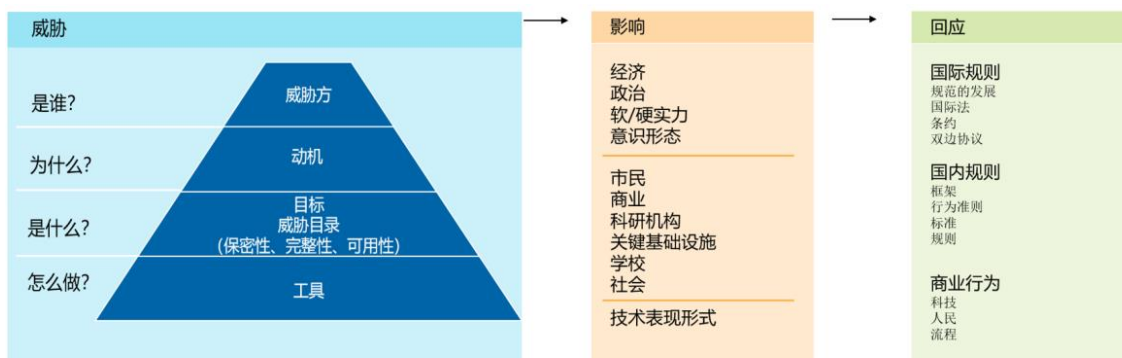 威胁
是谁?
威胁方
为什么?
动机
是什么?
目标
威胁目录
(保密性、完整性、可用性)
怎么做?
工具
影响
经济
政治
软/硬实力
意识形态
市民
商业
科研机构
关键基础设施
学校
社会
技术表现形式
回应
国际规则
规范的发展
国际法
条约
双边协议
国内规则
框架
行为准则
标准
规则
商业行为
科技
人民
流程